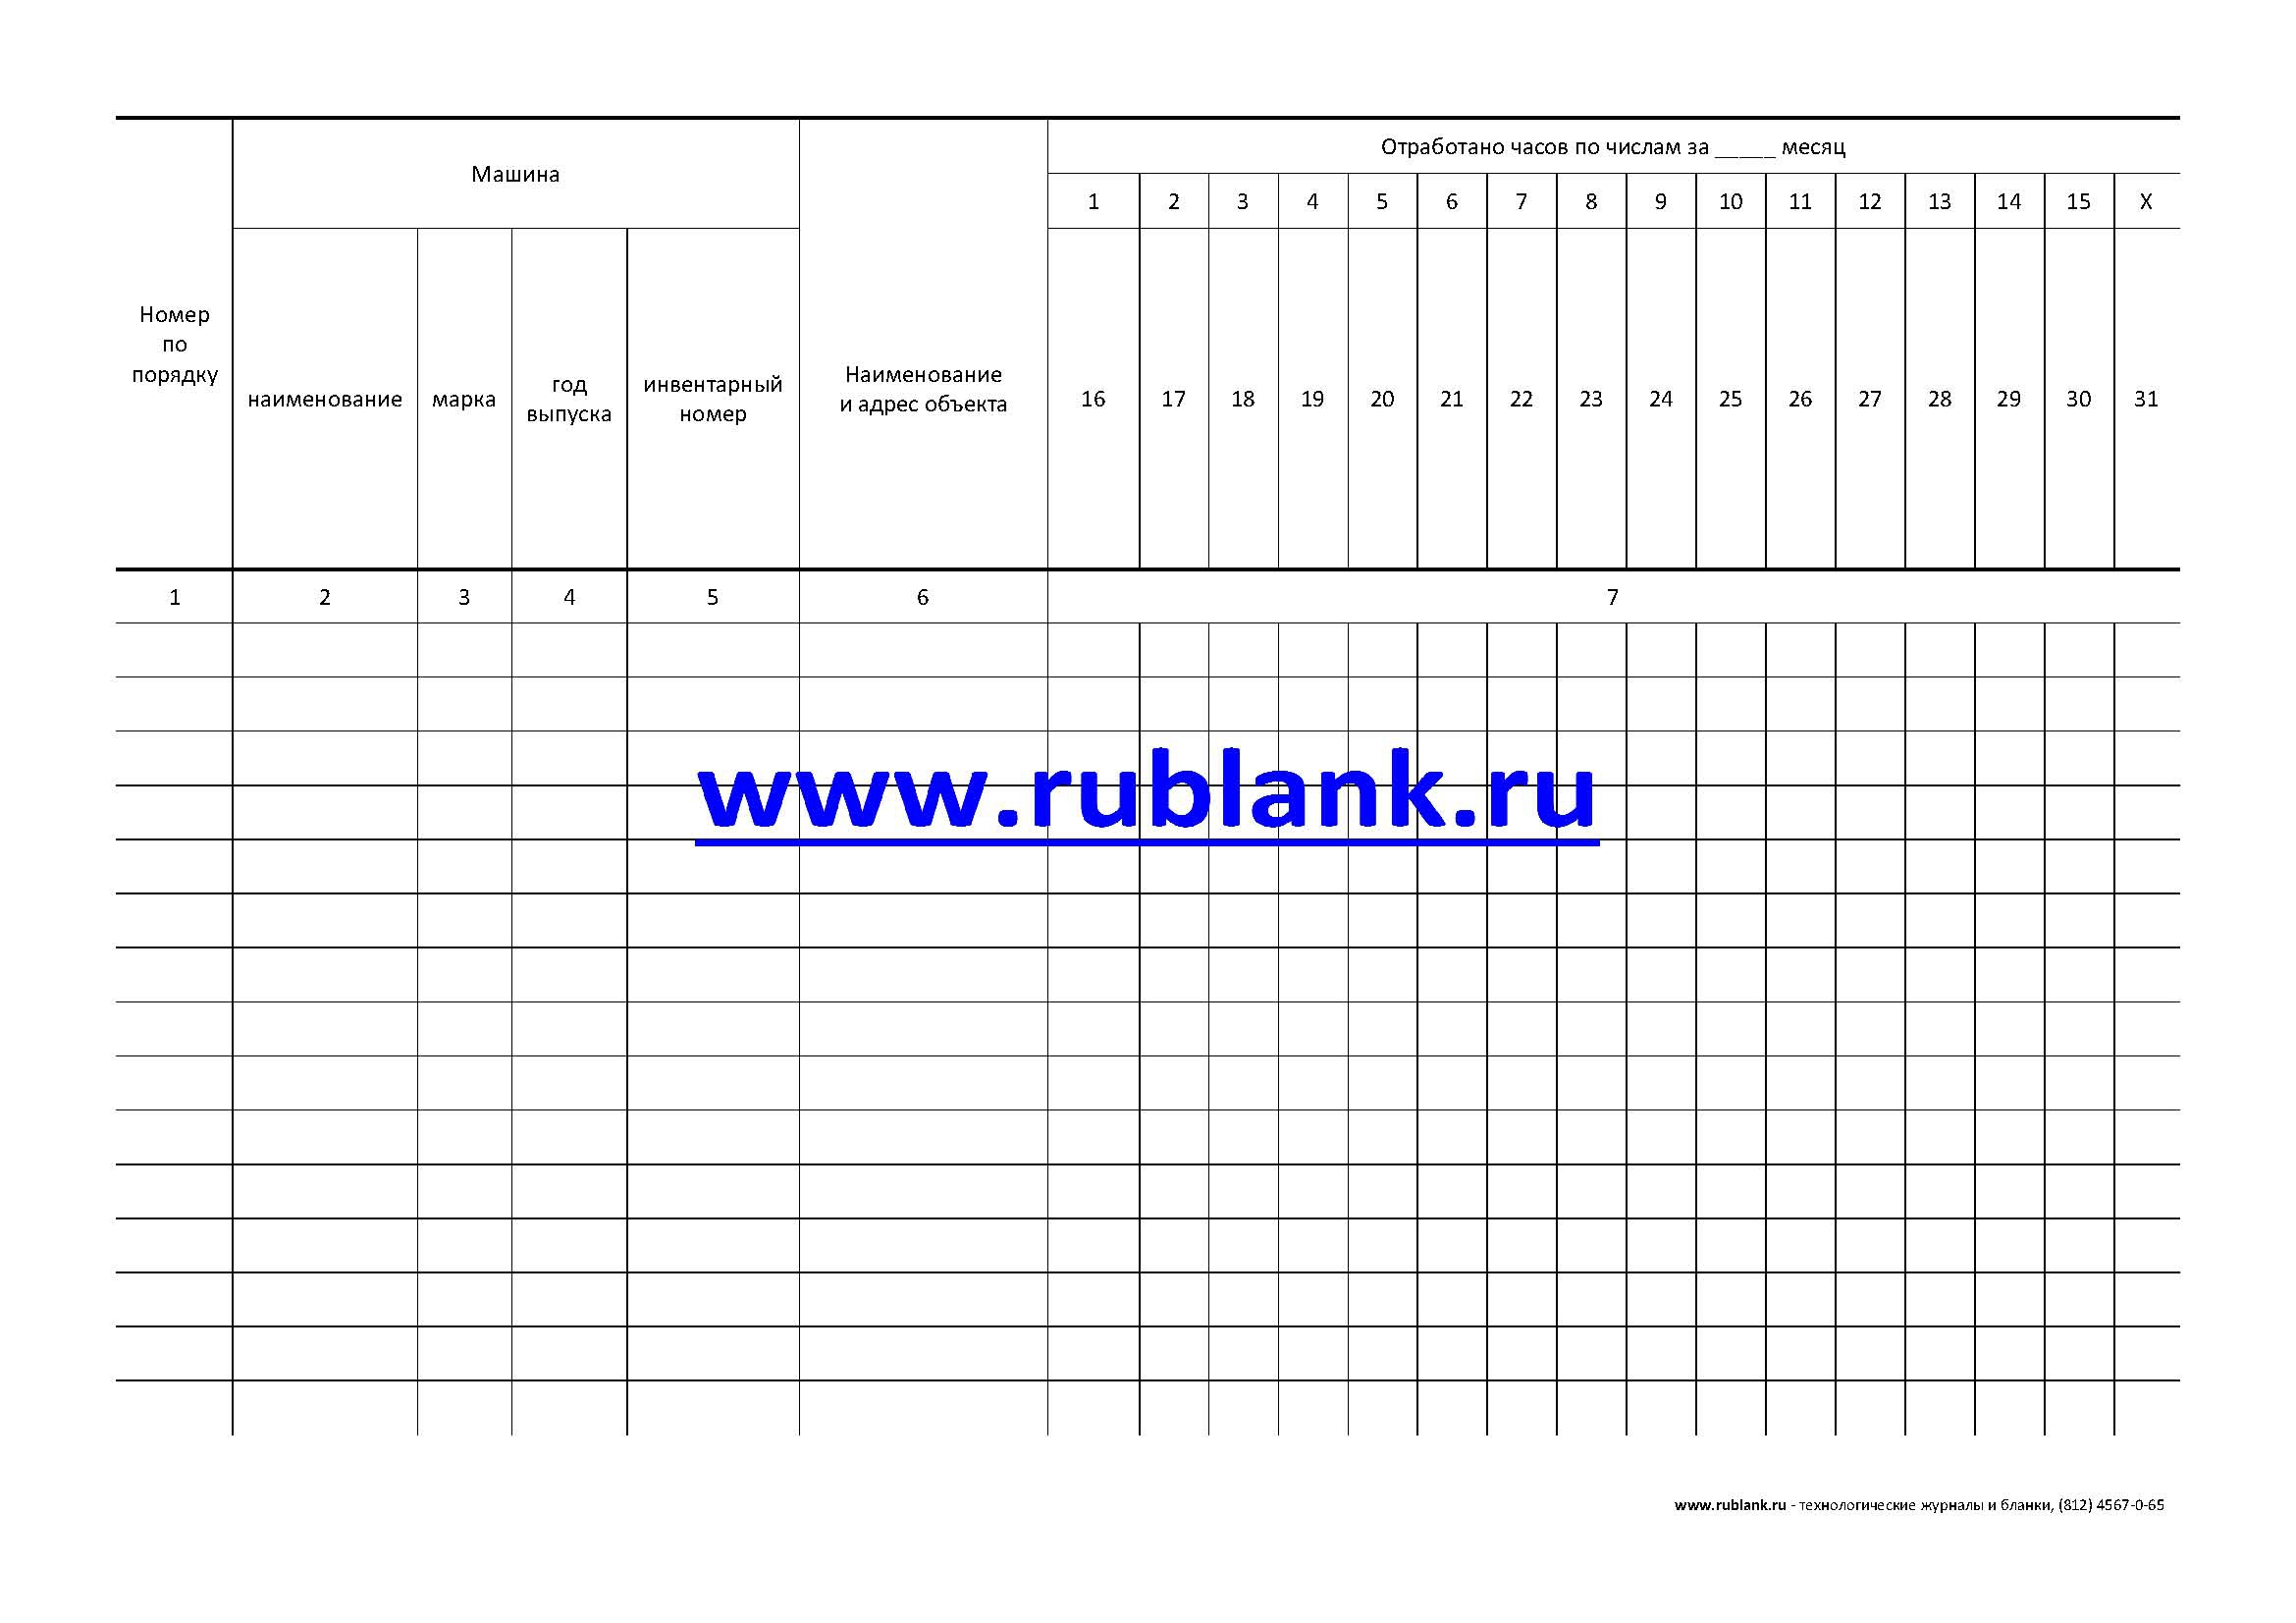 Отработано часов по числам за _____ месяц
Машина
1 2 3 4 5 6 7 8 9 10 11 12 13 14 15 Х
Номер
по
порядку
наименование
марка
год
выпуска
инвентарный
номер
Наименование
и адрес объекта
16 17 18 19 20 21 22 23 24 25 26 27 28 29 30 31
1 2 3 4 5 6 7
www.rublank.ru
www.rublank.ru - технологические журналы и бланки, (812) 4567-0-65